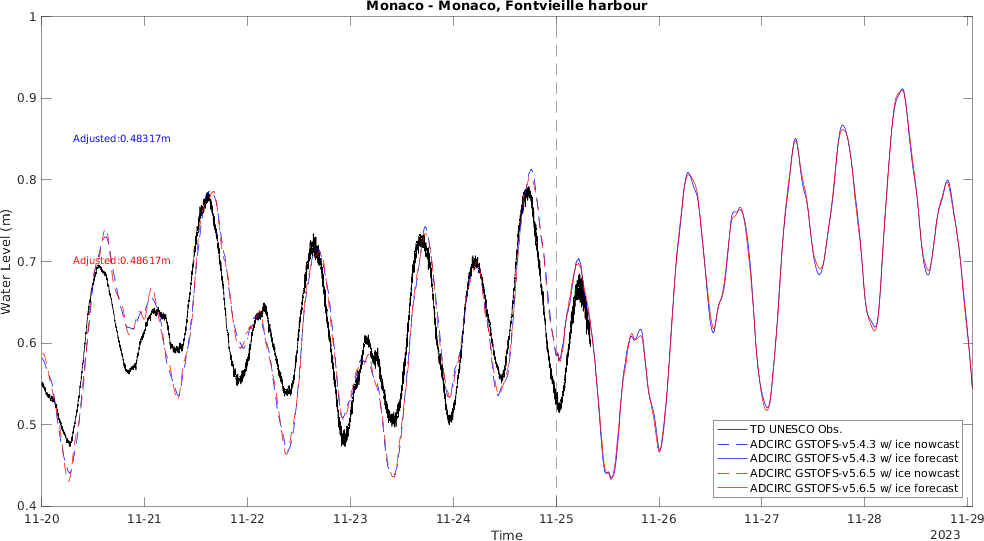 Monaco - Monaco, Fontvieille harbour
Water Level (m)
1
0.9
0.8
0.7
0.6
0.5
0.4
Adjusted:0.48317m
Adjusted:0.48617m
TD UNESCO Obs.
ADCIRC GSTOFS-v5.4.3 w/ ice nowcast
ADCIRC GSTOFS-v5.4.3 w/ ice forecast
ADCIRC GSTOFS-v5.6.5 w/ ice nowcast
ADCIRC GSTOFS-v5.6.5 w/ ice forecast
11-20 11-21 11-22 11-23 11-24 11-25 11-26 11-27 11-28 11-29
Time
2023